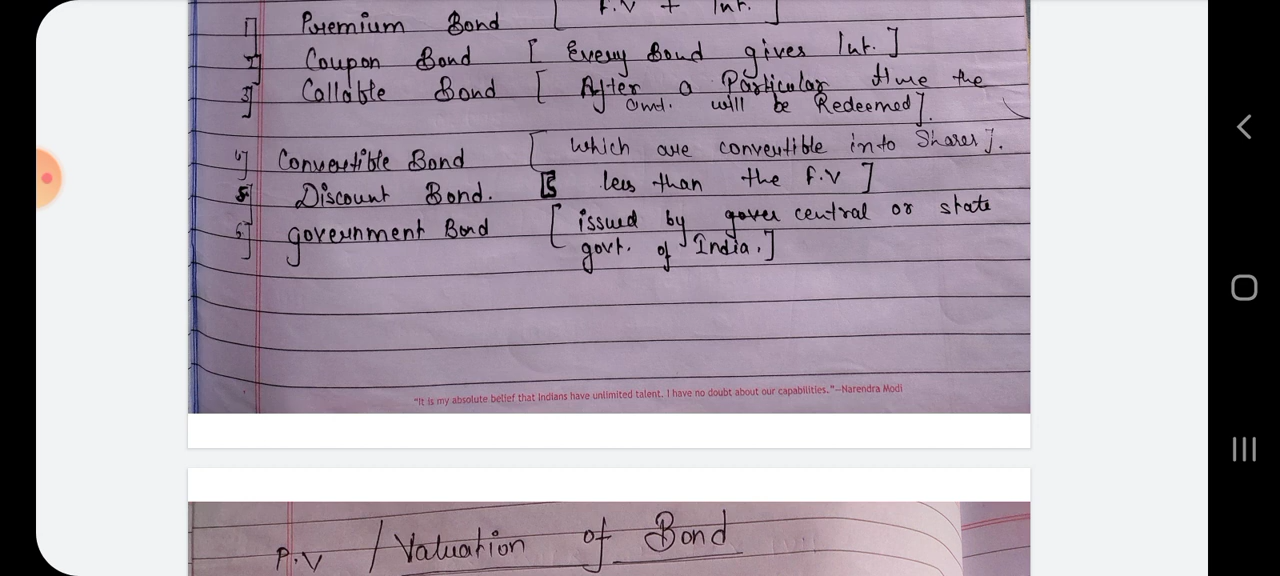 [ F.V + Int. ]
1] Premium Bond
2] Coupon Bond [ Every Bond gives Int. ]
3] Callable Bond [ After a Particular time the
Amt. will be Redeemed].
4] Convertible Bond [ which are convertible into Shares].
5] Discount Bond. [ less than the F.V ]
6] government Bond [ issued by gover central or state
govt. of India.]
"It is my absolute belief that Indians have unlimited talent. I have no doubt about our capabilities."–Narendra Modi
P.V / Valuation of Bond